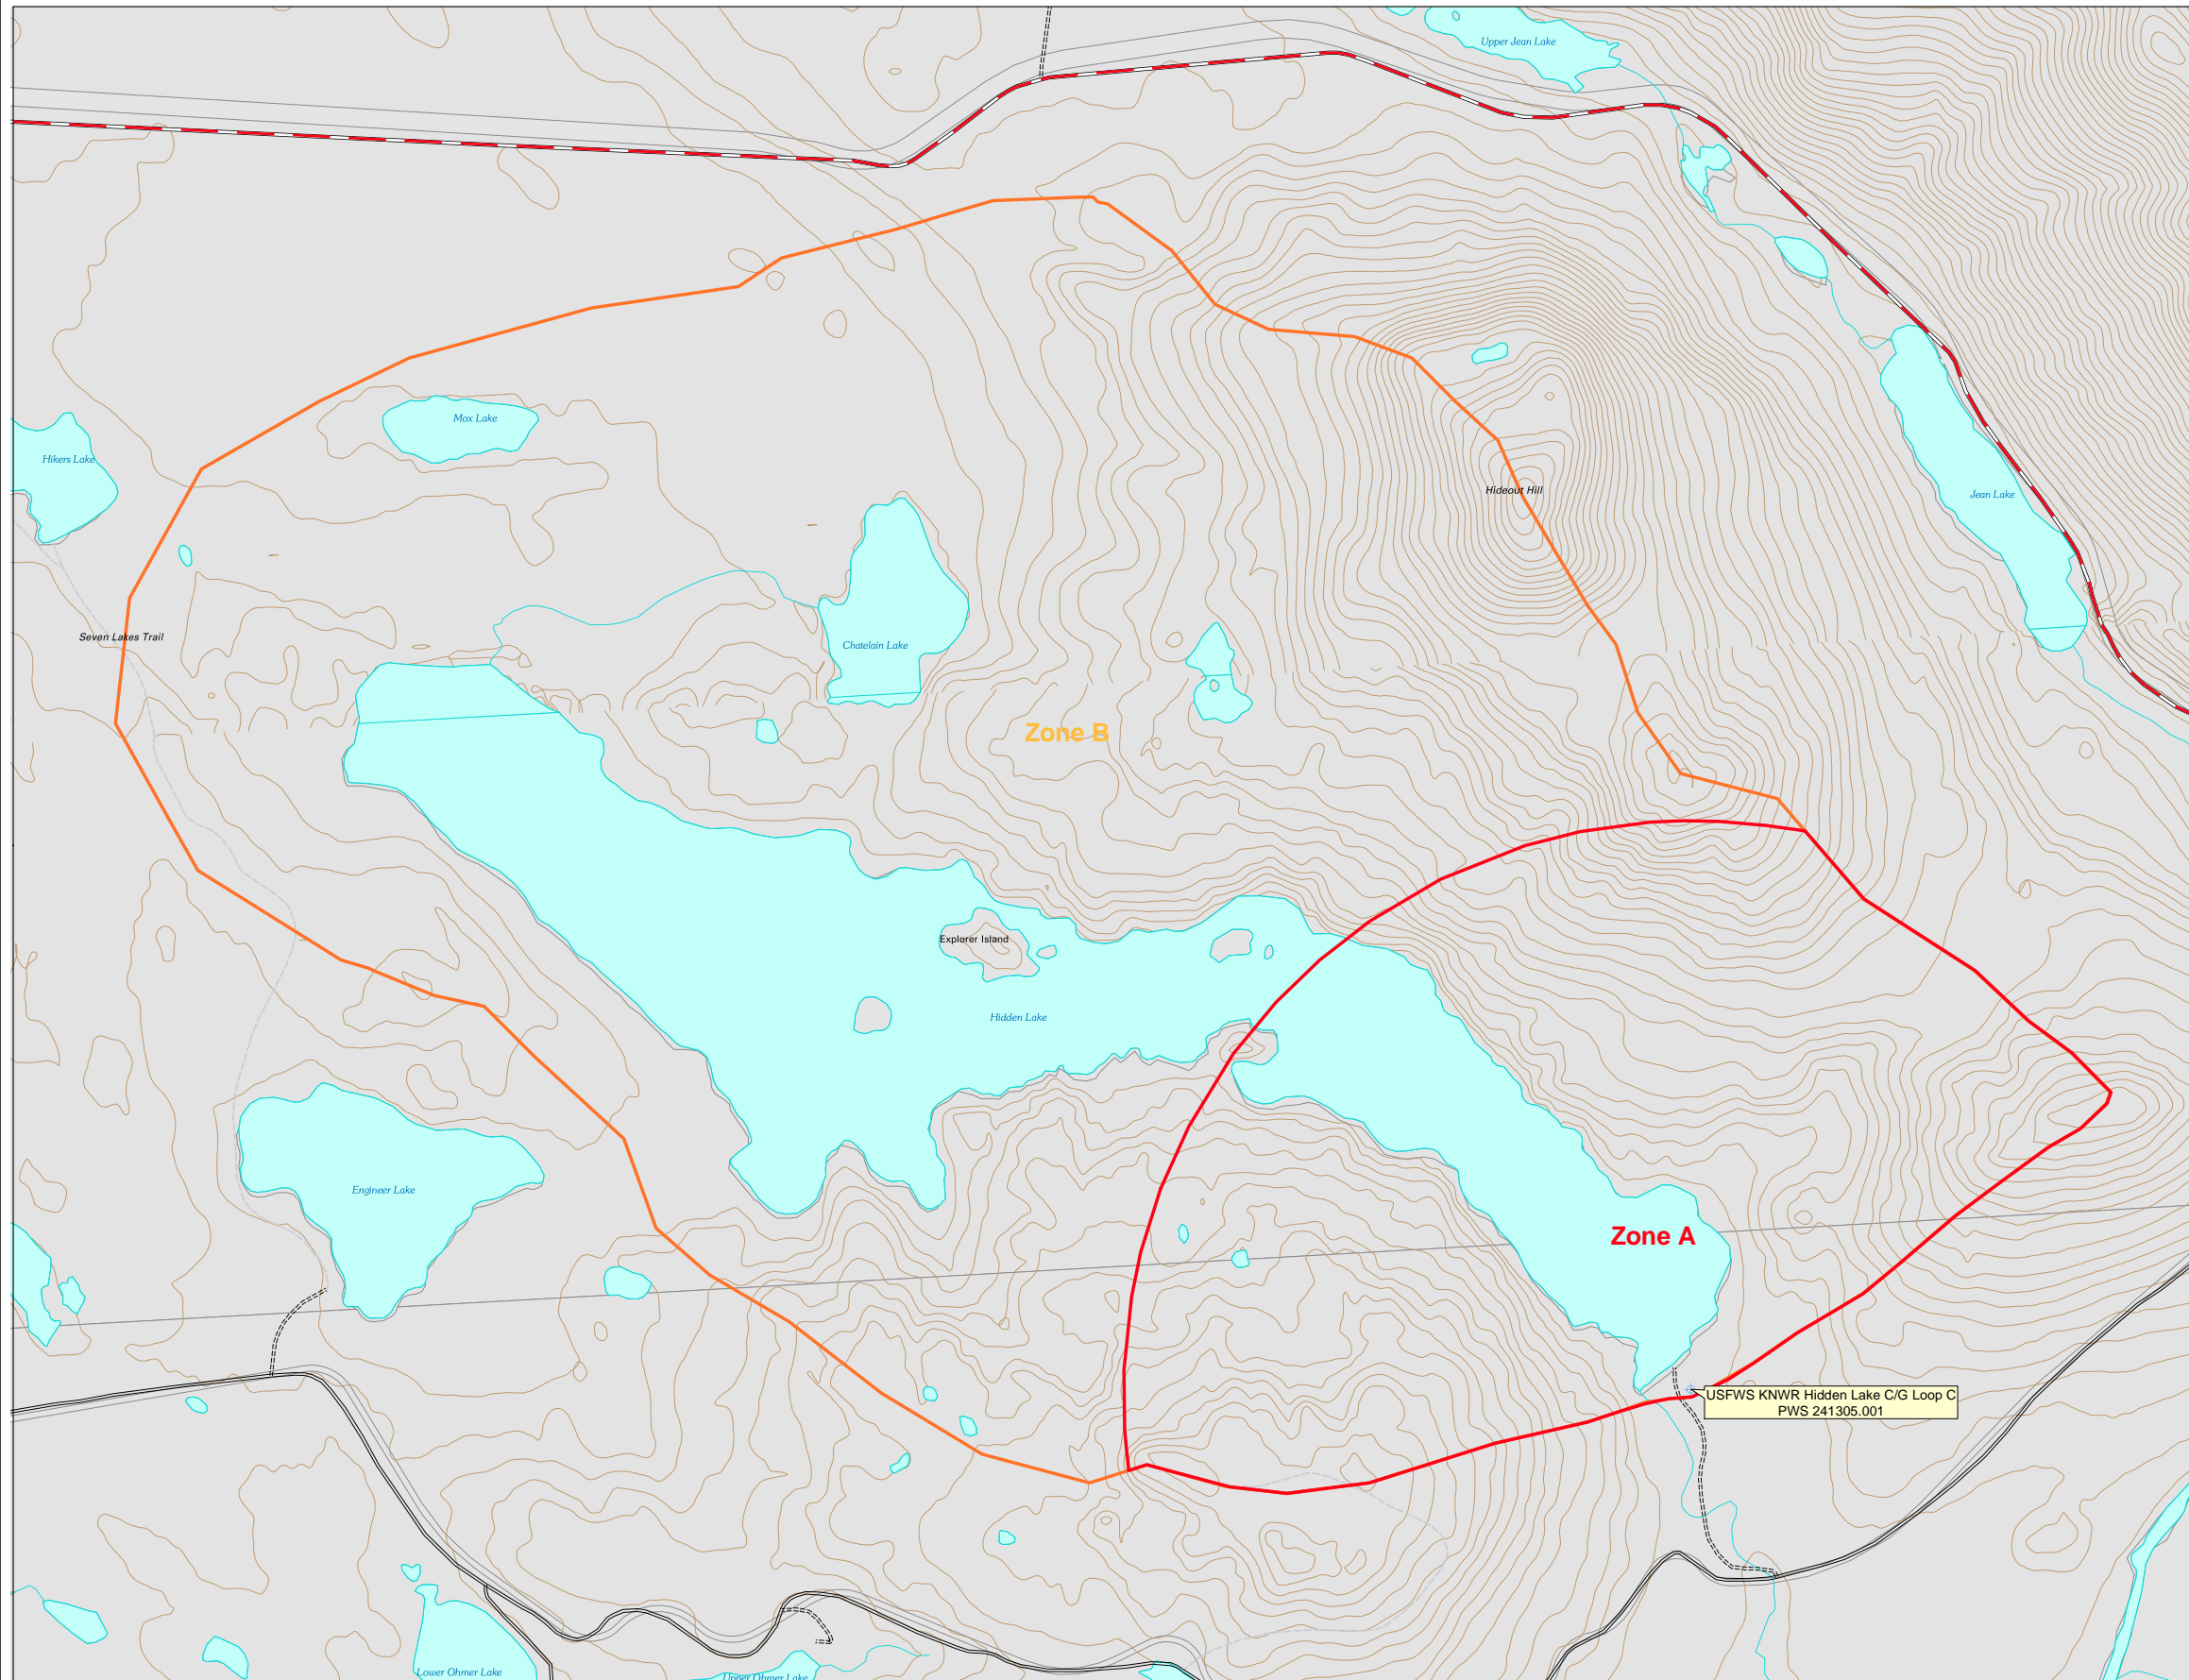 Upper Jean Lake
Mox Lake
Hikers Lake
Hideout Hill
Jean Lake
Seven Lakes Trail
Chatelain Lake
Zone B
Explorer Island
Hidden Lake
Engineer Lake
Zone A
USFWS KNWR Hidden Lake C/G Loop C
PWS 241305.001
Lower Ohmer Lake
Upper Ohmer Lake